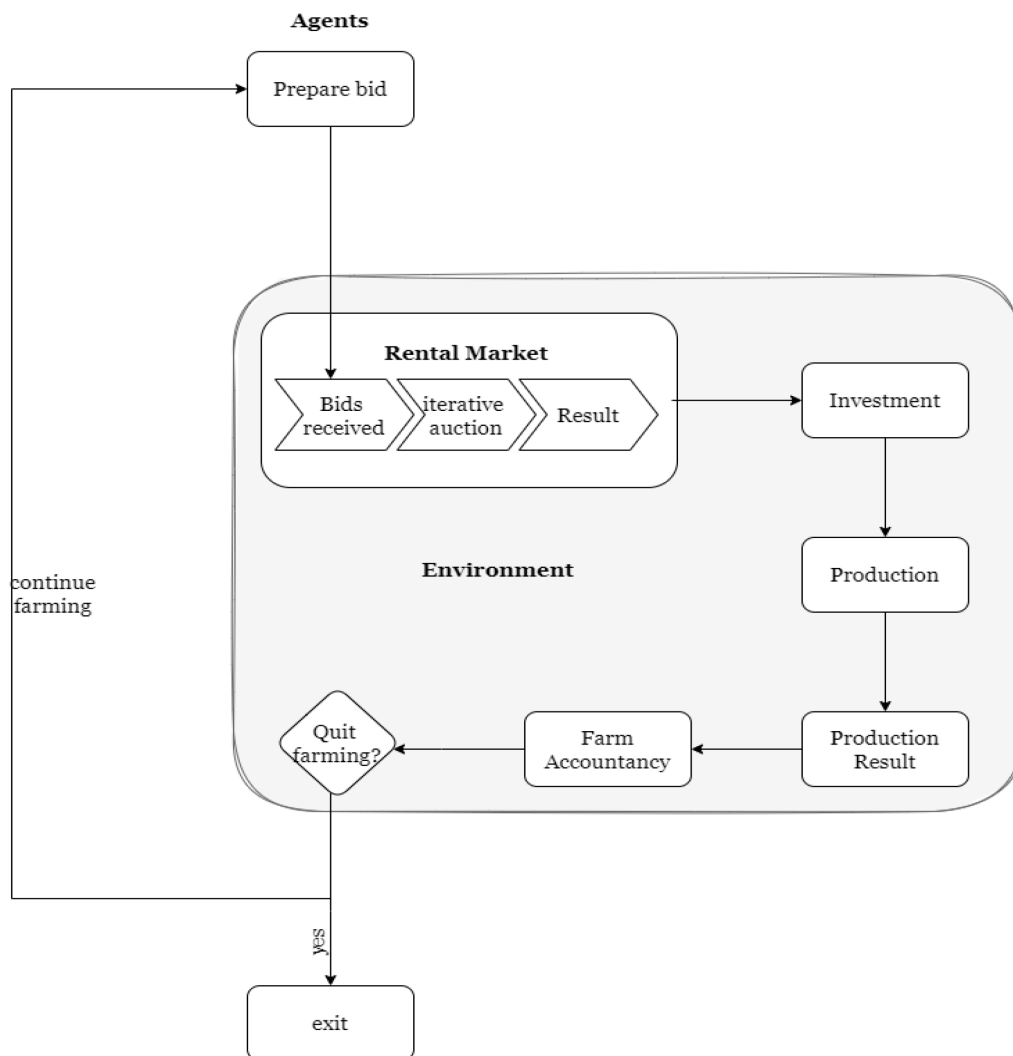 Agents
Prepare bid
Rental Market
Bids
received
iterative
auction
Result
Investment
Environment
continue
farming
Production
Quit
farming?
Farm
Accountancy
Production
Result
yes
exit